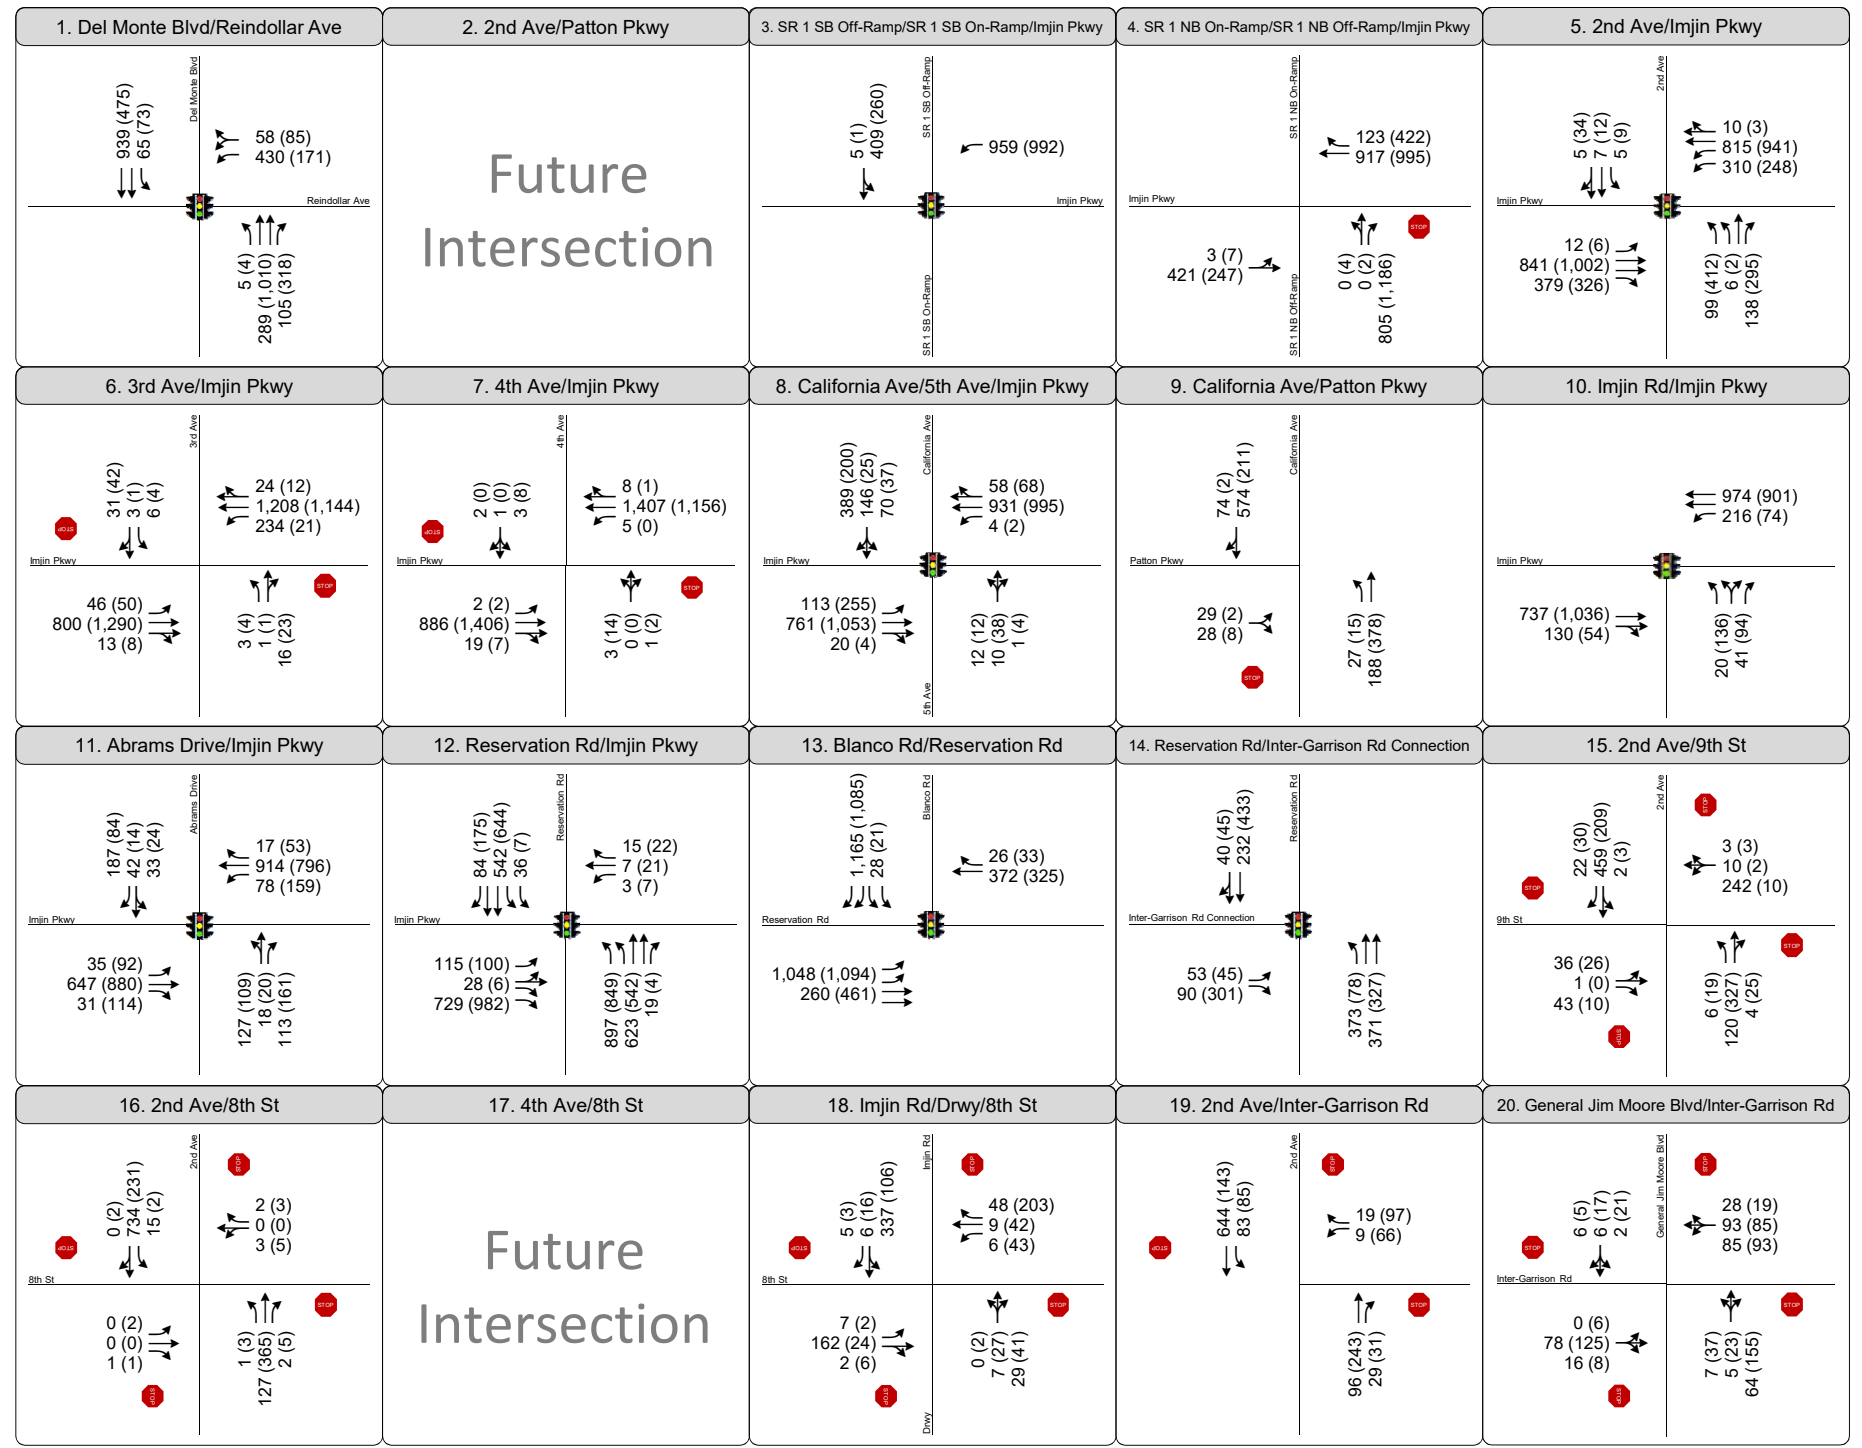 1. Del Monte Blvd/Reindollar Ave
939 (475)
65 (73)
Del Monte Blvd
58 (85)
430 (171)
Reindollar Ave
5 (4)
289 (1,010)
105 (318)
2. 2nd Ave/Patton Pkwy
Future
Intersection
3. SR 1 SB Off-Ramp/SR 1 SB On-Ramp/Imjin Pkwy
5 (1)
409 (260)
SR 1 SB Off-Ramp
959 (992)
Imjin Pkwy
SR 1 SB On-Ramp
4. SR 1 NB On-Ramp/SR 1 NB Off-Ramp/Imjin Pkwy
SR 1 NB On-Ramp
123 (422)
917 (995)
Imjin Pkwy
STOP
3 (7)
421 (247)
SR 1 NB Off-Ramp
0 (4)
0 (2)
805 (1,186)
5. 2nd Ave/Imjin Pkwy
5 (34)
7 (12)
5 (9)
2nd Ave
10 (3)
815 (941)
310 (248)
Imjin Pkwy
12 (6)
841 (1,002)
379 (326)
99 (412)
6 (2)
138 (295)
6. 3rd Ave/Imjin Pkwy
31 (42)
3 (1)
6 (4)
3rd Ave
24 (12)
1,208 (1,144)
234 (21)
STOP
Imjin Pkwy
STOP
46 (50)
800 (1,290)
13 (8)
3 (4)
1 (1)
16 (23)
7. 4th Ave/Imjin Pkwy
2 (0)
1 (0)
3 (8)
4th Ave
8 (1)
1,407 (1,156)
5 (0)
STOP
Imjin Pkwy
STOP
2 (2)
886 (1,406)
19 (7)
3 (14)
0 (0)
1 (2)
8. California Ave/5th Ave/Imjin Pkwy
389 (200)
146 (25)
70 (37)
California Ave
58 (68)
931 (995)
4 (2)
Imjin Pkwy
113 (255)
761 (1,053)
20 (4)
12 (12)
10 (38)
1 (4)
5th Ave
9. California Ave/Patton Pkwy
74 (2)
574 (211)
California Ave
Patton Pkwy
29 (2)
28 (8)
STOP
27 (15)
188 (378)
10. Imjin Rd/Imjin Pkwy
974 (901)
216 (74)
Imjin Pkwy
737 (1,036)
130 (54)
20 (136)
41 (94)
11. Abrams Drive/Imjin Pkwy
187 (84)
42 (14)
33 (24)
Abrams Drive
17 (53)
914 (796)
78 (159)
Imjin Pkwy
35 (92)
647 (880)
31 (114)
127 (109)
18 (20)
113 (161)
12. Reservation Rd/Imjin Pkwy
84 (175)
542 (644)
36 (7)
Reservation Rd
15 (22)
7 (21)
3 (7)
Imjin Pkwy
115 (100)
28 (6)
729 (982)
897 (849)
623 (542)
19 (4)
13. Blanco Rd/Reservation Rd
1,165 (1,085)
28 (21)
Blanco Rd
26 (33)
372 (325)
Reservation Rd
1,048 (1,094)
260 (461)
14. Reservation Rd/Inter-Garrison Rd Connection
40 (45)
232 (433)
Reservation Rd
Inter-Garrison Rd Connection
53 (45)
90 (301)
373 (78)
371 (327)
15. 2nd Ave/9th St
22 (30)
459 (209)
2 (3)
2nd Ave
STOP
3 (3)
10 (2)
242 (10)
STOP
9th St
STOP
36 (26)
1 (0)
43 (10)
STOP
6 (19)
120 (327)
4 (25)
16. 2nd Ave/8th St
0 (2)
734 (231)
15 (2)
2nd Ave
STOP
2 (3)
0 (0)
3 (5)
STOP
8th St
STOP
0 (2)
0 (0)
1 (1)
STOP
1 (3)
127 (365)
2 (5)
17. 4th Ave/8th St
Future
Intersection
18. Imjin Rd/Drwy/8th St
5 (3)
6 (16)
337 (106)
Imjin Rd
STOP
48 (203)
9 (42)
6 (43)
STOP
8th St
STOP
7 (2)
162 (24)
2 (6)
STOP
0 (2)
7 (27)
29 (41)
Drwy
19. 2nd Ave/Inter-Garrison Rd
644 (143)
83 (85)
2nd Ave
STOP
19 (97)
9 (66)
STOP
STOP
96 (243)
29 (31)
20. General Jim Moore Blvd/Inter-Garrison Rd
6 (5)
6 (17)
2 (21)
General Jim Moore Blvd
STOP
28 (19)
93 (85)
85 (93)
STOP
Inter-Garrison Rd
STOP
0 (6)
78 (125)
16 (8)
STOP
7 (37)
5 (23)
64 (155)